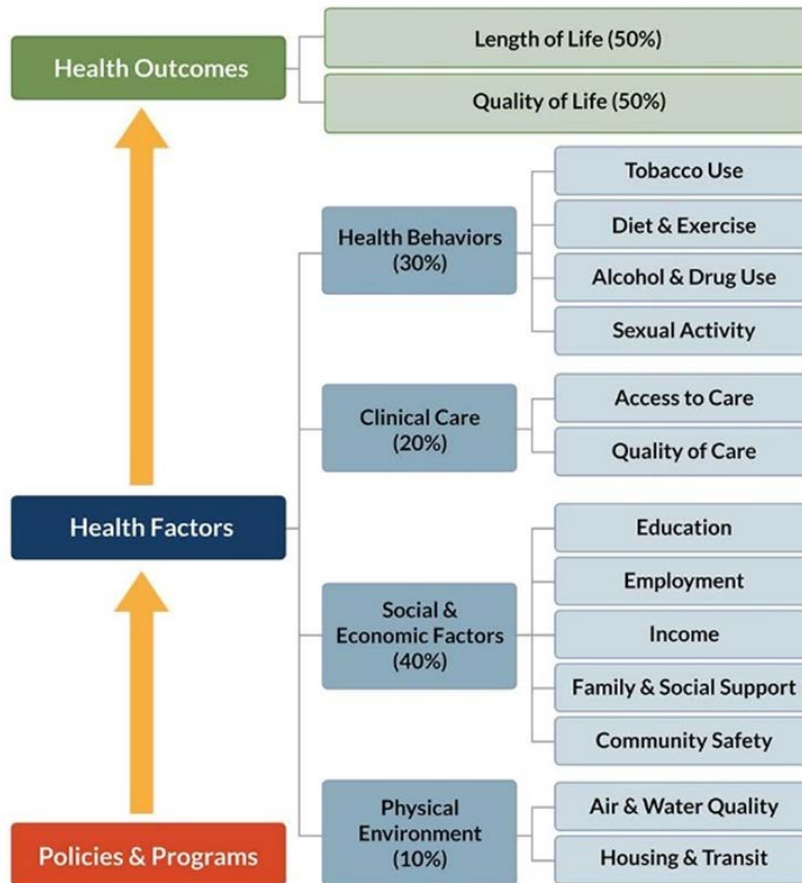 Health Outcomes
Length of Life (50%)
Quality of Life (50%)
Health Factors
Health Behaviors
(30%)
Tobacco Use
Diet & Exercise
Alcohol & Drug Use
Sexual Activity
Clinical Care
(20%)
Access to Care
Quality of Care
Social &
Economic Factors
(40%)
Education
Employment
Income
Family & Social Support
Community Safety
Physical
Environment
(10%)
Air & Water Quality
Housing & Transit
Policies & Programs